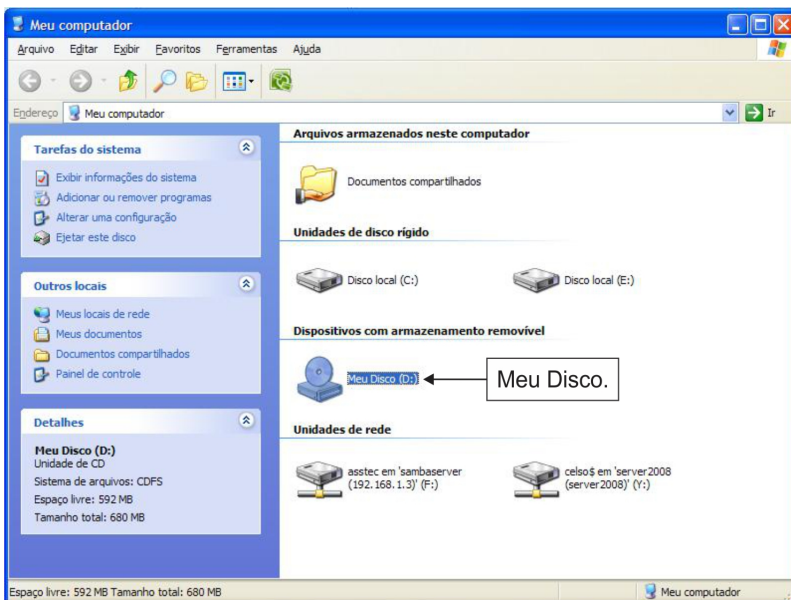 Meu computador
Arquivo Editar Exibir Favoritos Ferramentas Ajuda
Endereço Meu computador Ir
Tarefas do sistema
Exibir informações do sistema
Adicionar ou remover programas
Alterar uma configuração
Ejetar este disco
Outros locais
Meus locais de rede
Meus documentos
Documentos compartilhados
Painel de controle
Detalhes
Meu Disco (D:)
Unidade de CD
Sistema de arquivos: CDFS
Espaço livre: 592 MB
Tamanho total: 680 MB
Arquivos armazenados neste computador
Documentos compartilhados
Unidades de disco rígido
Disco local (C:) Disco local (E:)
Dispositivos com armazenamento removível
Meu Disco (D:) Meu Disco.
Unidades de rede
asstec em 'sambaserver
(192.168.1.3)' (F:)
celso$ em 'server2008
(server2008)' (Y:)
Espaço livre: 592 MB Tamanho total: 680 MB Meu computador